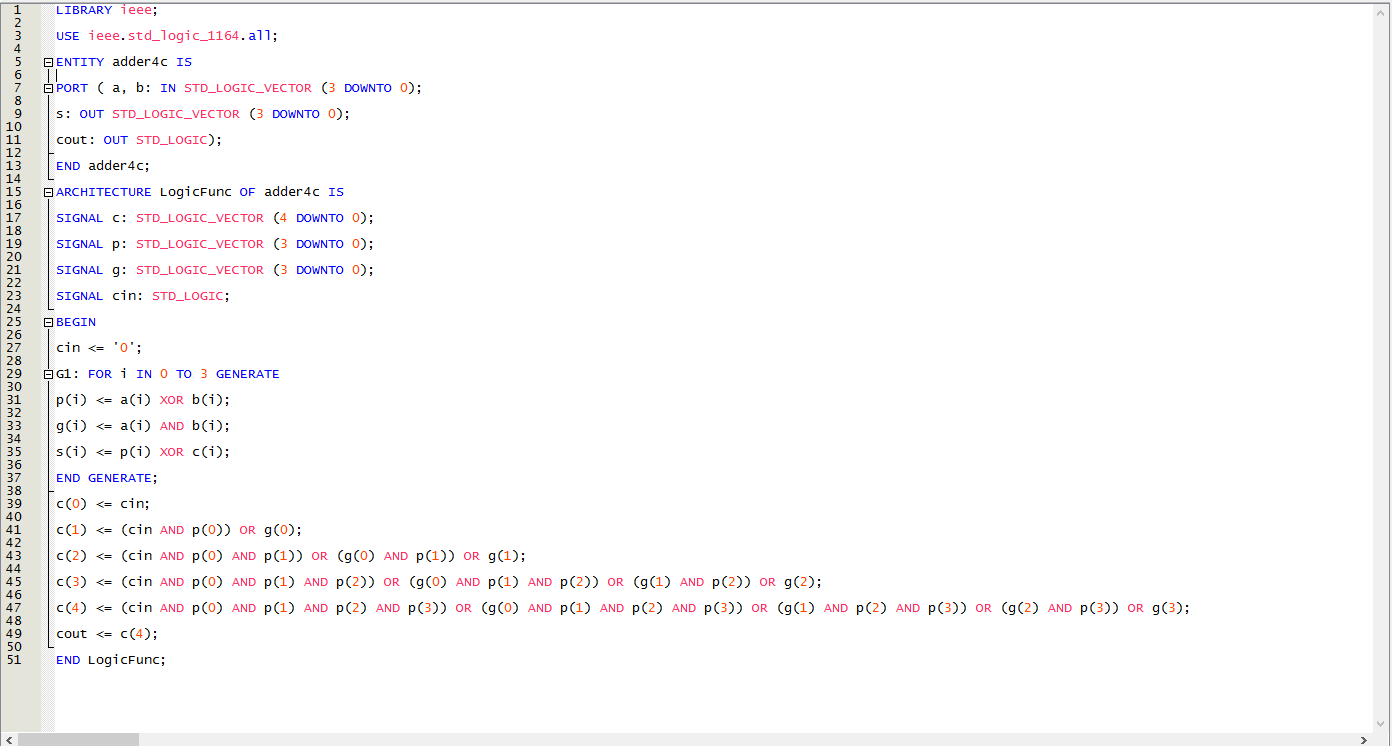 1 LIBRARY ieee;
2
3 USE ieee.std_logic_1164.all;
4
5 ENTITY adder4c IS
6
7 PORT ( a, b: IN STD_LOGIC_VECTOR (3 DOWNTO 0);
8
9 s: OUT STD_LOGIC_VECTOR (3 DOWNTO 0);
10
11 cout: OUT STD_LOGIC);
12
13 END adder4c;
14
15 ARCHITECTURE LogicFunc OF adder4c IS
16
17 SIGNAL c: STD_LOGIC_VECTOR (4 DOWNTO 0);
18
19 SIGNAL p: STD_LOGIC_VECTOR (3 DOWNTO 0);
20
21 SIGNAL g: STD_LOGIC_VECTOR (3 DOWNTO 0);
22
23 SIGNAL cin: STD_LOGIC;
24
25 BEGIN
26
27 cin <= '0';
28
29 G1: FOR i IN 0 TO 3 GENERATE
30
31 p(i) <= a(i) XOR b(i);
32
33 g(i) <= a(i) AND b(i);
34
35 s(i) <= p(i) XOR c(i);
36
37 END GENERATE;
38
39 c(0) <= cin;
40
41 c(1) <= (cin AND p(0)) OR g(0);
42
43 c(2) <= (cin AND p(0) AND p(1)) OR (g(0) AND p(1)) OR g(1);
44
45 c(3) <= (cin AND p(0) AND p(1) AND p(2)) OR (g(0) AND p(1) AND p(2)) OR (g(1) AND p(2)) OR g(2);
46
47 c(4) <= (cin AND p(0) AND p(1) AND p(2) AND p(3)) OR (g(0) AND p(1) AND p(2) AND p(3)) OR (g(1) AND p(2) AND p(3)) OR (g(2) AND p(3)) OR g(3);
48
49 cout <= c(4);
50
51 END LogicFunc;